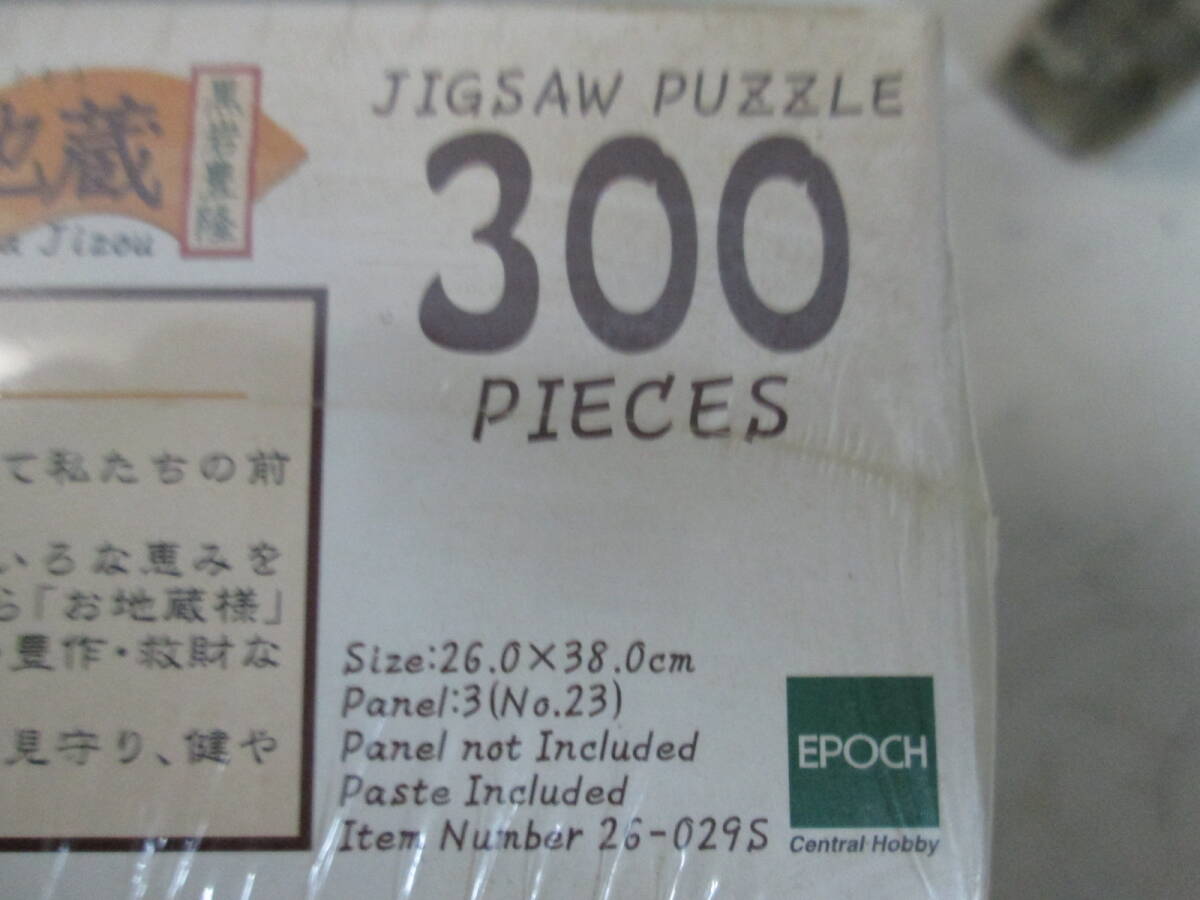 地蔵
黒岩豊隆
Jizou
JIGSAW PUZZLE
300
PIECES
て私たちの前
いろな恵みを
ら「お地蔵様」
・豊作・救財な
見守り、健や
Size:26.0×38.0cm
Panel:3(No.23)
Panel not Included
Paste Included
Item Number 26-029S
EPOCH
Central Hobby